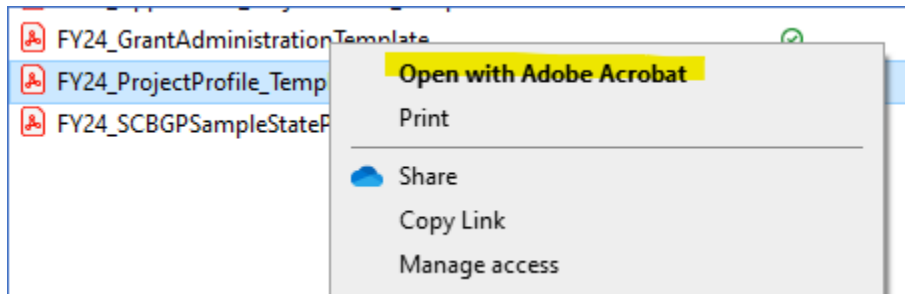 FY24_GrantAdministrationTemplate
Open with Adobe Acrobat
FY24_ProjectProfile_Temp
Print
FY24_SCBGPSampleStateP
Share
Copy Link
Manage access